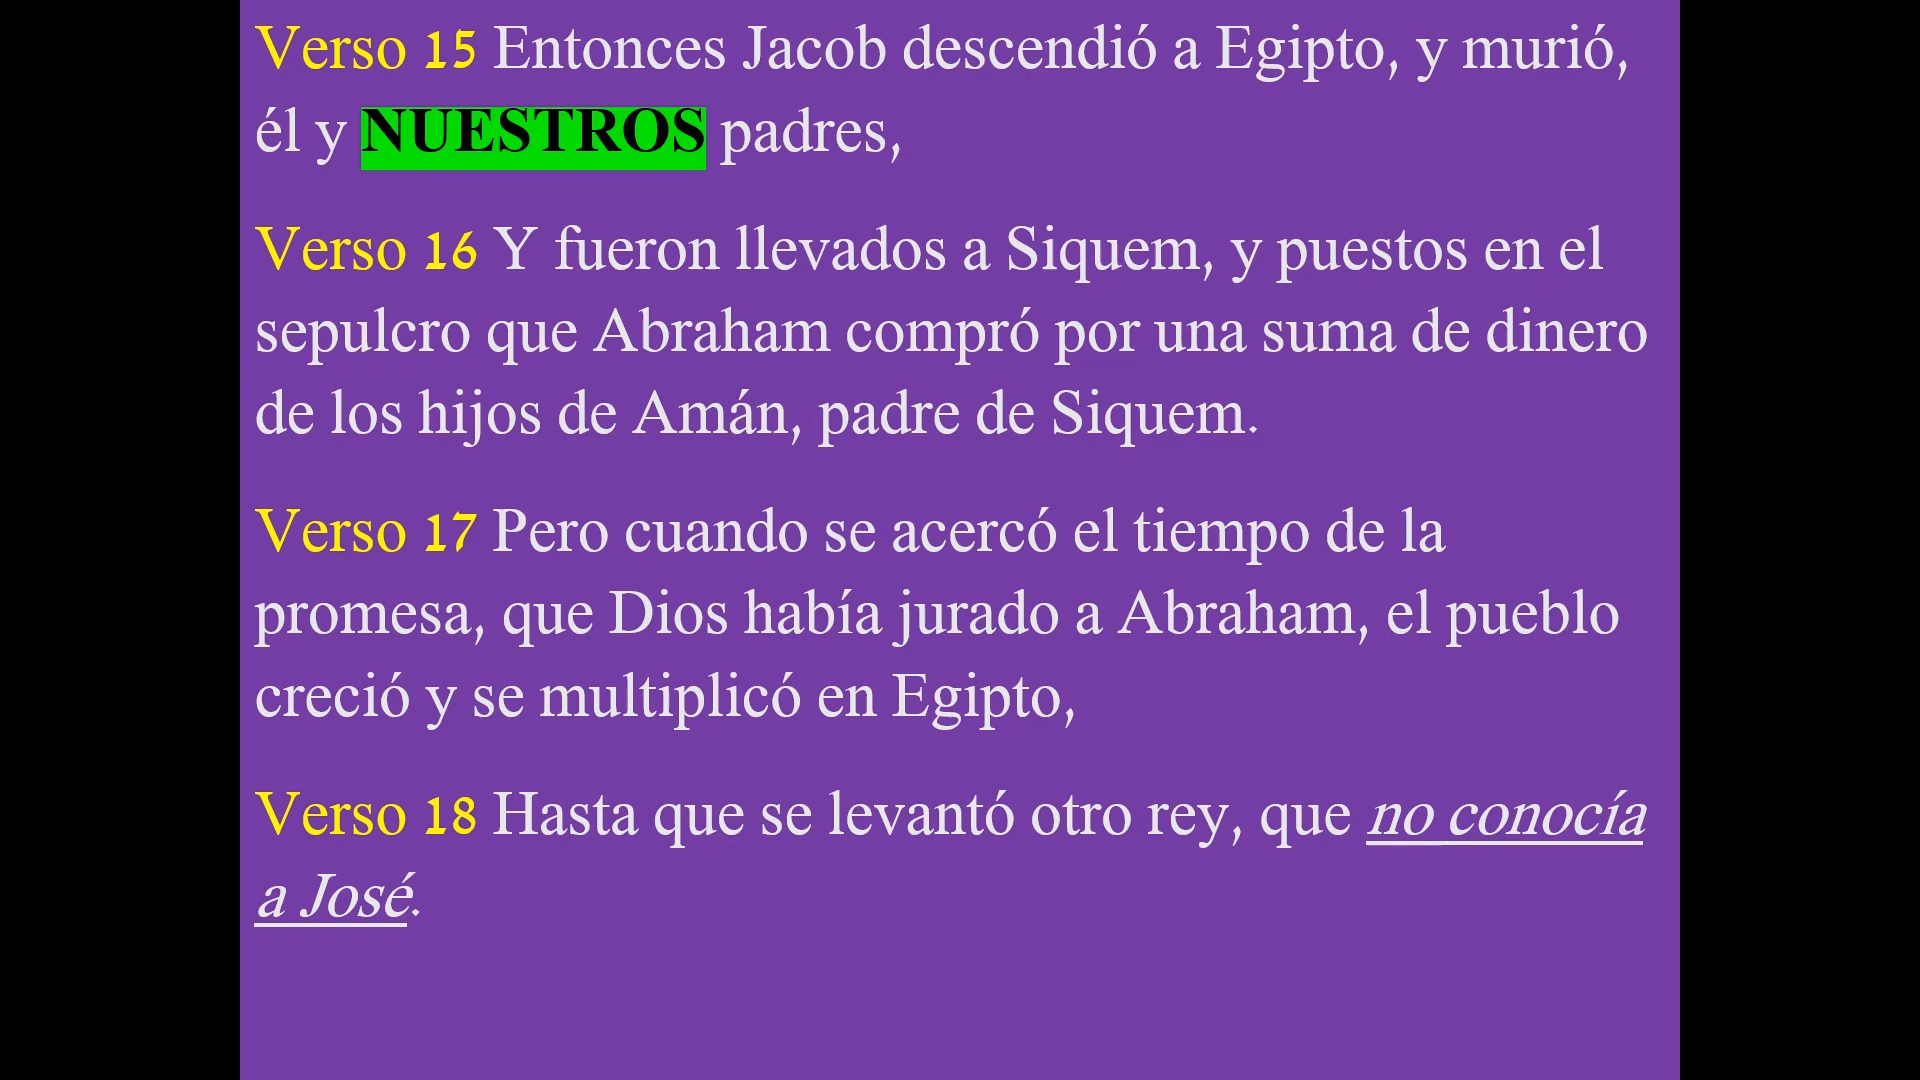 Verso 15 Entonces Jacob descendió a Egipto, y murió,
él y NUESTROS padres,
Verso 16 Y fueron llevados a Siquem, y puestos en el
sepulcro que Abraham compró por una suma de dinero
de los hijos de Amán, padre de Siquem.
Verso 17 Pero cuando se acercó el tiempo de la
promesa, que Dios había jurado a Abraham, el pueblo
creció y se multiplicó en Egipto,
Verso 18 Hasta que se levantó otro rey, que no conocía
a José.